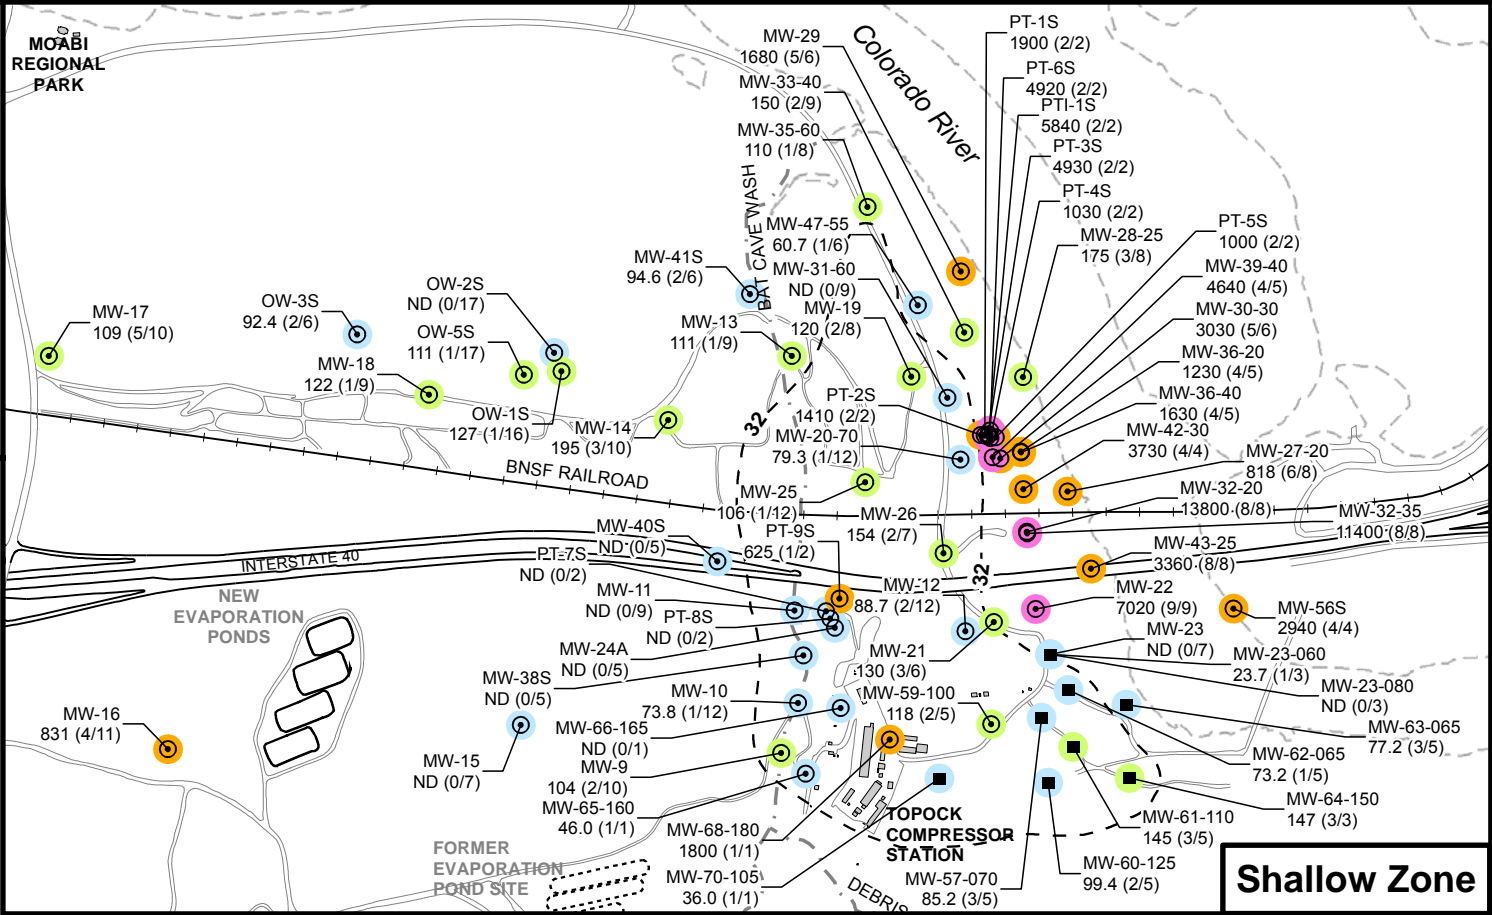 MOABI
REGIONAL
PARK
Colorado River
BAT CAVE WASH
MW-29
1680 (5/6)
MW-33-40
150 (2/9)
MW-35-60
110 (1/8)
PT-1S
1900 (2/2)
PT-6S
4920 (2/2)
PTI-1S
5840 (2/2)
PT-3S
4930 (2/2)
PT-4S
1030 (2/2)
MW-28-25
175 (3/8)
PT-5S
1000 (2/2)
MW-39-40
4640 (4/5)
MW-30-30
3030 (5/6)
MW-36-20
1230 (4/5)
MW-36-40
1630 (4/5)
MW-42-30
3730 (4/4)
MW-27-20
818 (6/8)
MW-32-20
13800 (8/8)
MW-32-35
11400 (8/8)
MW-43-25
3360 (8/8)
MW-22
7020 (9/9)
MW-56S
2940 (4/4)
MW-23
ND (0/7)
MW-23-060
23.7 (1/3)
MW-23-080
ND (0/3)
MW-63-065
77.2 (3/5)
MW-62-065
73.2 (1/5)
MW-64-150
147 (3/3)
MW-61-110
145 (3/5)
MW-60-125
99.4 (2/5)
MW-57-070
85.2 (3/5)
MW-47-55
60.7 (1/6)
MW-31-60
ND (0/9)
MW-19
120 (2/8)
MW-41S
94.6 (2/6)
MW-13
111 (1/9)
OW-2S
ND (0/17)
OW-3S
92.4 (2/6)
OW-5S
111 (1/17)
MW-17
109 (5/10)
MW-18
122 (1/9)
OW-1S
127 (1/16)
MW-14
195 (3/10)
PT-2S
1410 (2/2)
MW-20-70
79.3 (1/12)
32
BNSF RAILROAD
MW-25
106 (1/12)
MW-26
154 (2/7)
PT-9S
625 (1/2)
MW-40S
ND (0/5)
PT-7S
ND (0/2)
INTERSTATE 40
MW-12
88.7 (2/12)
32
MW-11
ND (0/9)
PT-8S
ND (0/2)
MW-24A
ND (0/5)
MW-38S
ND (0/5)
MW-21
130 (3/6)
MW-59-100
118 (2/5)
MW-10
73.8 (1/12)
MW-66-165
ND (0/1)
MW-9
104 (2/10)
MW-65-160
46.0 (1/1)
MW-68-180
1800 (1/1)
MW-70-105
36.0 (1/1)
MW-15
ND (0/7)
MW-16
831 (4/11)
NEW
EVAPORATION
PONDS
FORMER
EVAPORATION
POND SITE
TOPOCK
COMPRESSOR
STATION
DEBRIS
Shallow Zone